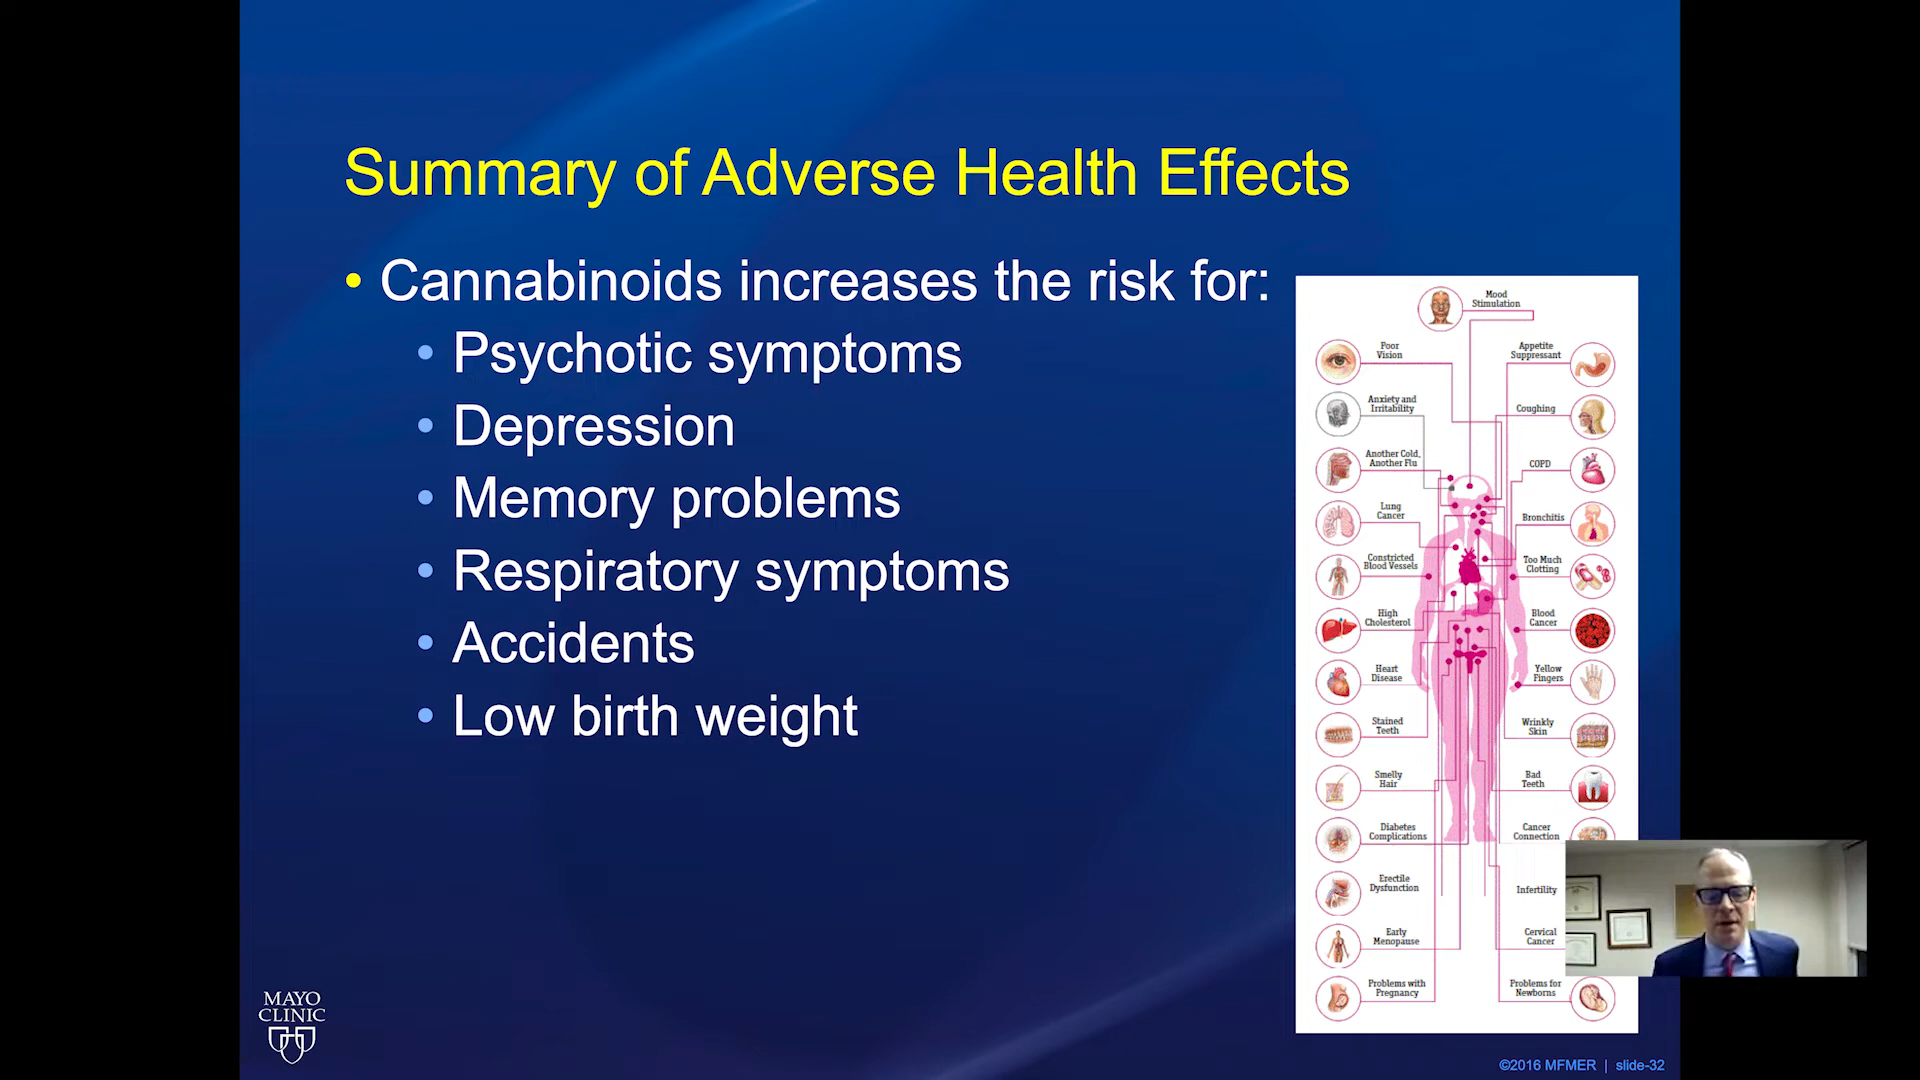 Summary of Adverse Health Effects
• Cannabinoids increases the risk for:
• Psychotic symptoms
• Depression
• Memory problems
• Respiratory symptoms
• Accidents
• Low birth weight
Mood
Stimulation
Poor
Vision
Appetite
Suppressant
Anxiety and
Irritability
Coughing
Another Cold,
Another Flu
COPD
Lung
Cancer
Bronchitis
Constricted
Blood Vessels
Too Much
Clotting
High
Cholesterol
Blood
Cancer
Heart
Disease
Yellow
Fingers
Stained
Teeth
Wrinkly
Skin
Smelly
Hair
Bad
Teeth
Diabetes
Complications
Cancer
Connection
Erectile
Dysfunction
Infertility
Early
Menopause
Cervical
Cancer
Problems with
Pregnancy
Problems for
Newborns
MAYO
CLINIC
©2016 MFMER | slide-32